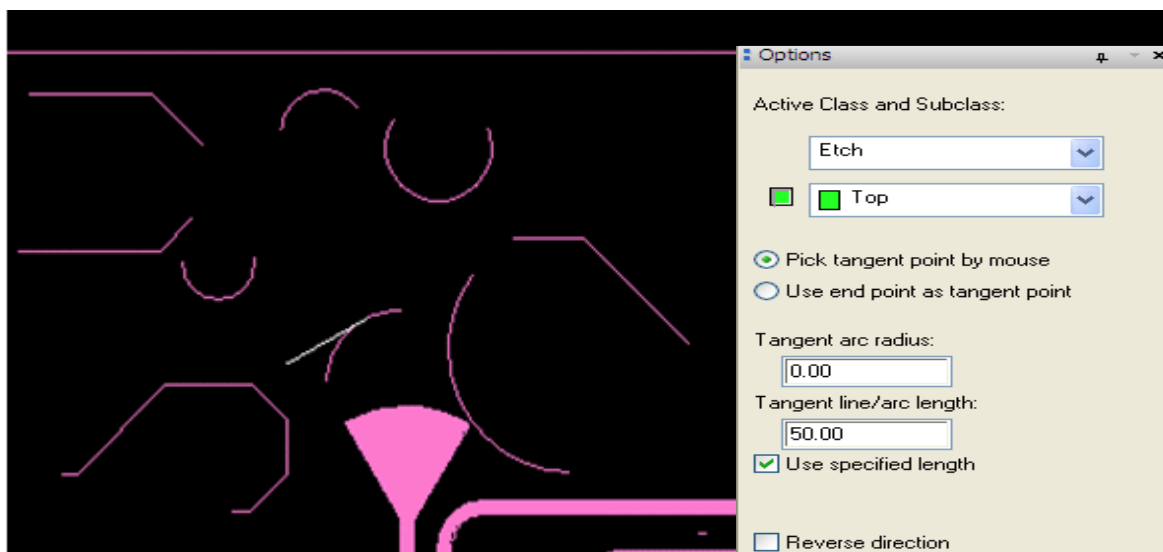 Options
Active Class and Subclass:
Etch
Top
Pick tangent point by mouse
Use end point as tangent point
Tangent arc radius:
0.00
Tangent line/arc length:
50.00
Use specified length
Reverse direction